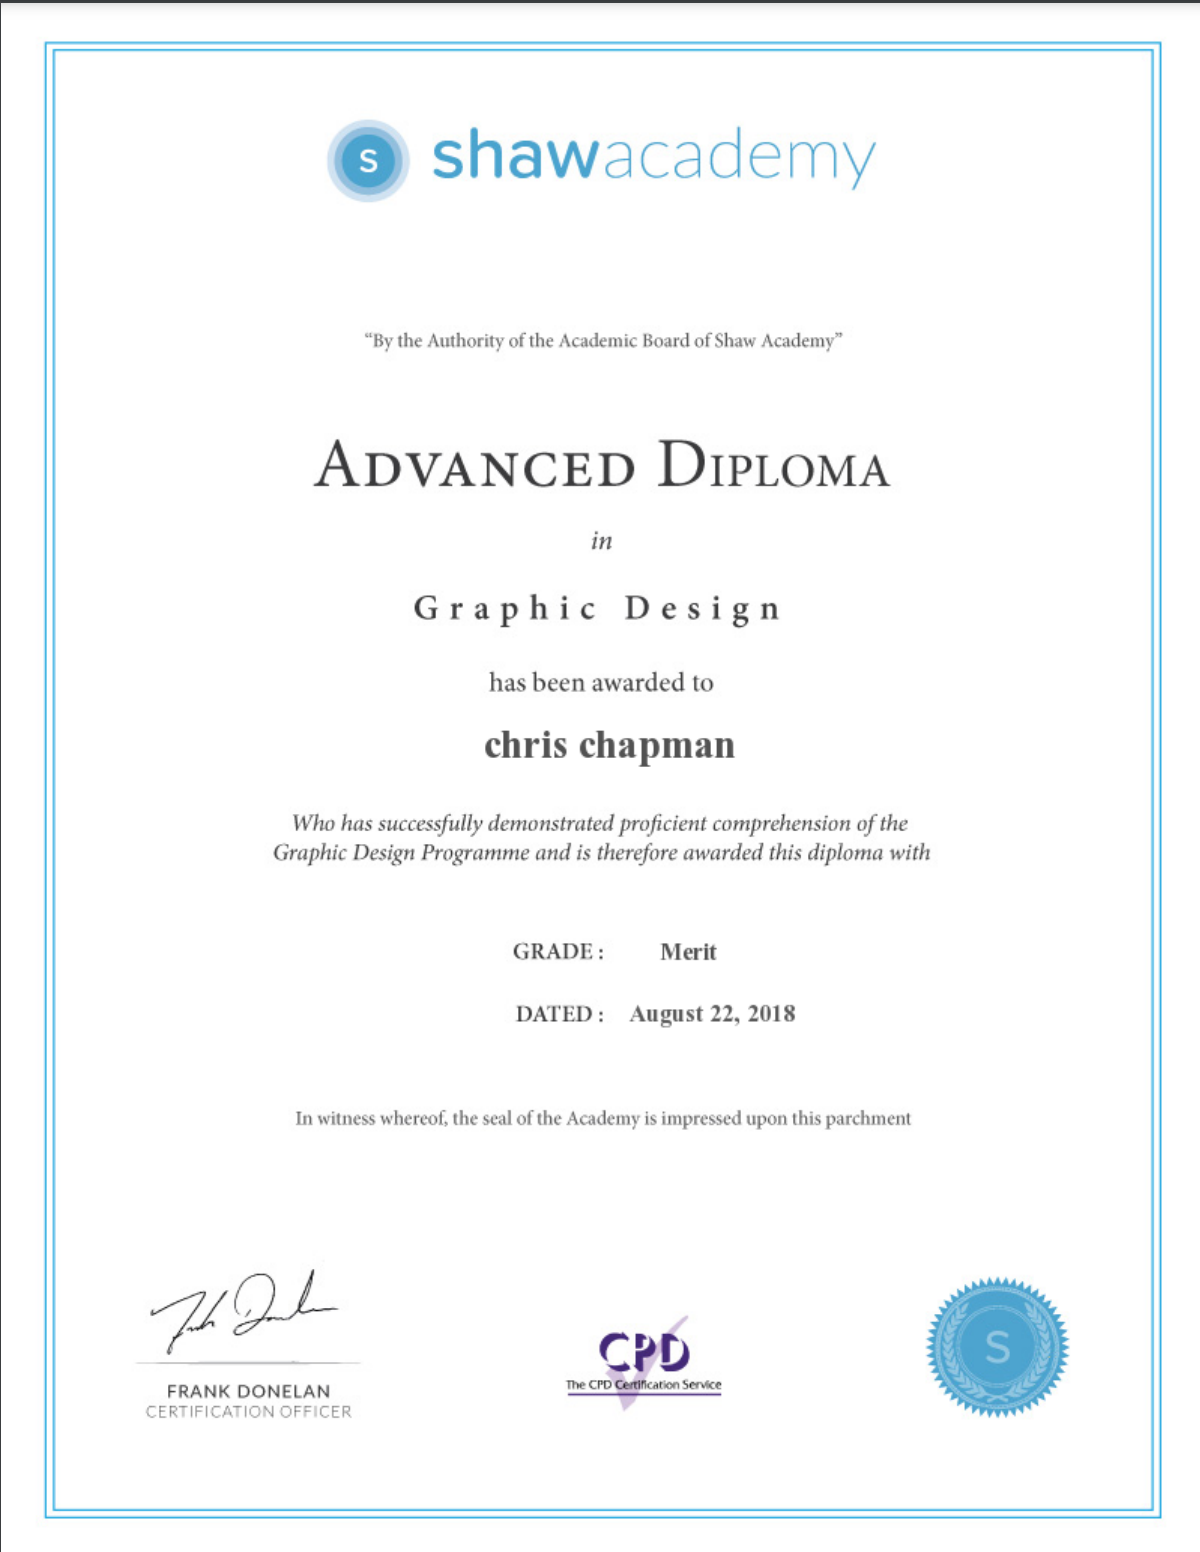 s shawacademy
“By the Authority of the Academic Board of Shaw Academy”
ADVANCED DIPLOMA
in
Graphic Design
has been awarded to
chris chapman
Who has successfully demonstrated proficient comprehension of the
Graphic Design Programme and is therefore awarded this diploma with
GRADE : Merit
DATED : August 22, 2018
In witness whereof, the seal of the Academy is impressed upon this parchment
FRANK DONELAN
CERTIFICATION OFFICER
CPD
The CPD Certification Service
S